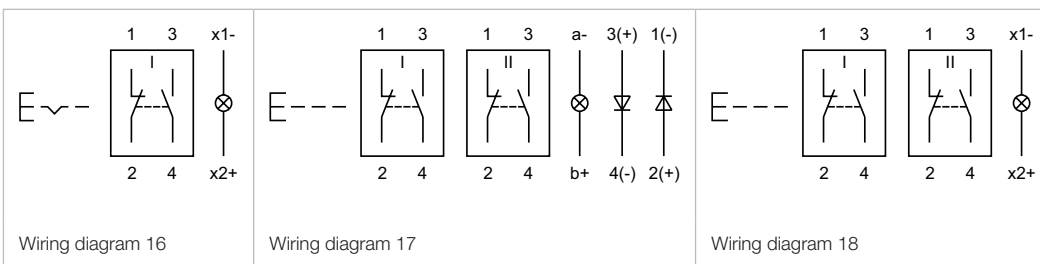 1 3 x1-
I
2 4 x2+
Wiring diagram 16
1 3 1 3 a- 3(+) 1(-)
I II
2 4 2 4 b+ 4(-) 2(+)
Wiring diagram 17
1 3 1 3 x1-
I II
2 4 2 4 x2+
Wiring diagram 18